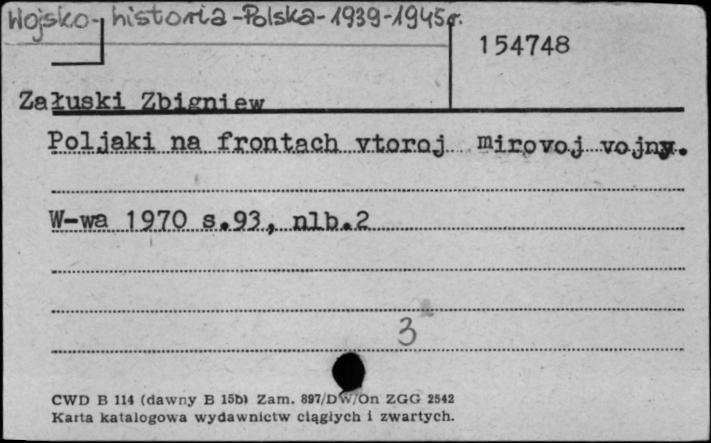 Wojsko-historia-Polska-1939-1945r.
154748
Załuski Zbigniew
Poljaki na frontach vtoroj mirovoj vojny.
W-wa 1970 s.93, nlb.2
3
CWD B 114 (dawny B 15b) Zam. 897/DW/On ZGG 2542
Karta katalogowa wydawnictw ciągłych i zwartych.